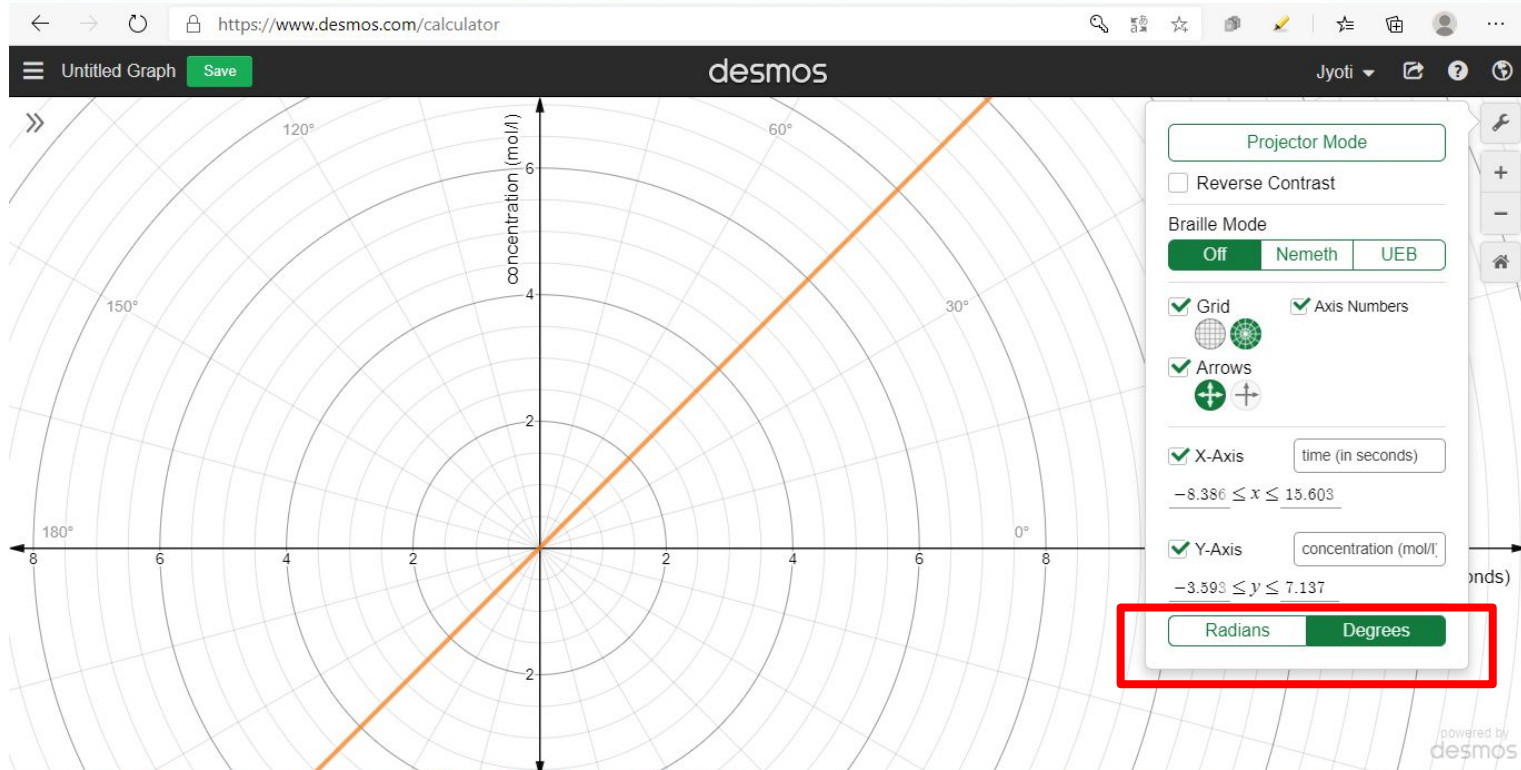 https://www.desmos.com/calculator
Untitled Graph Save desmos Jyoti
120° 60°
150° 30°
180° 0°
concentration (mol/l)
6
4
2
2
8 6 4 2 2 4 6 8
onds)
Projector Mode
Reverse Contrast
Braille Mode
Off Nemeth UEB
Grid Axis Numbers
Arrows
X-Axis time (in seconds)
−8.386 ≤ x ≤ 15.603
Y-Axis concentration (mol/l)
−3.593 ≤ y ≤ 7.137
Radians Degrees
powered by
desmos